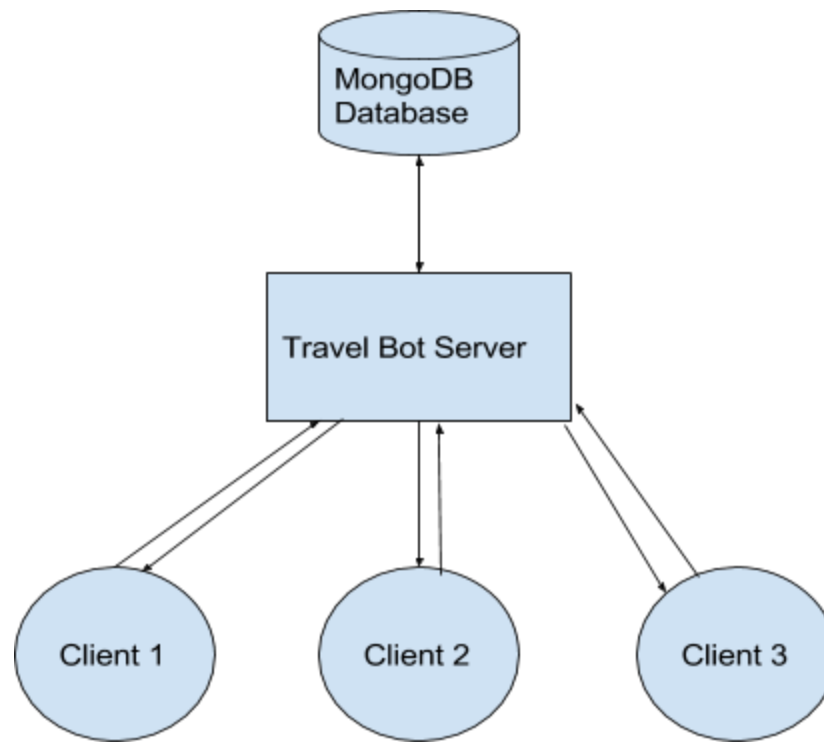 MongoDB
Database
Travel Bot Server
Client 1
Client 2
Client 3